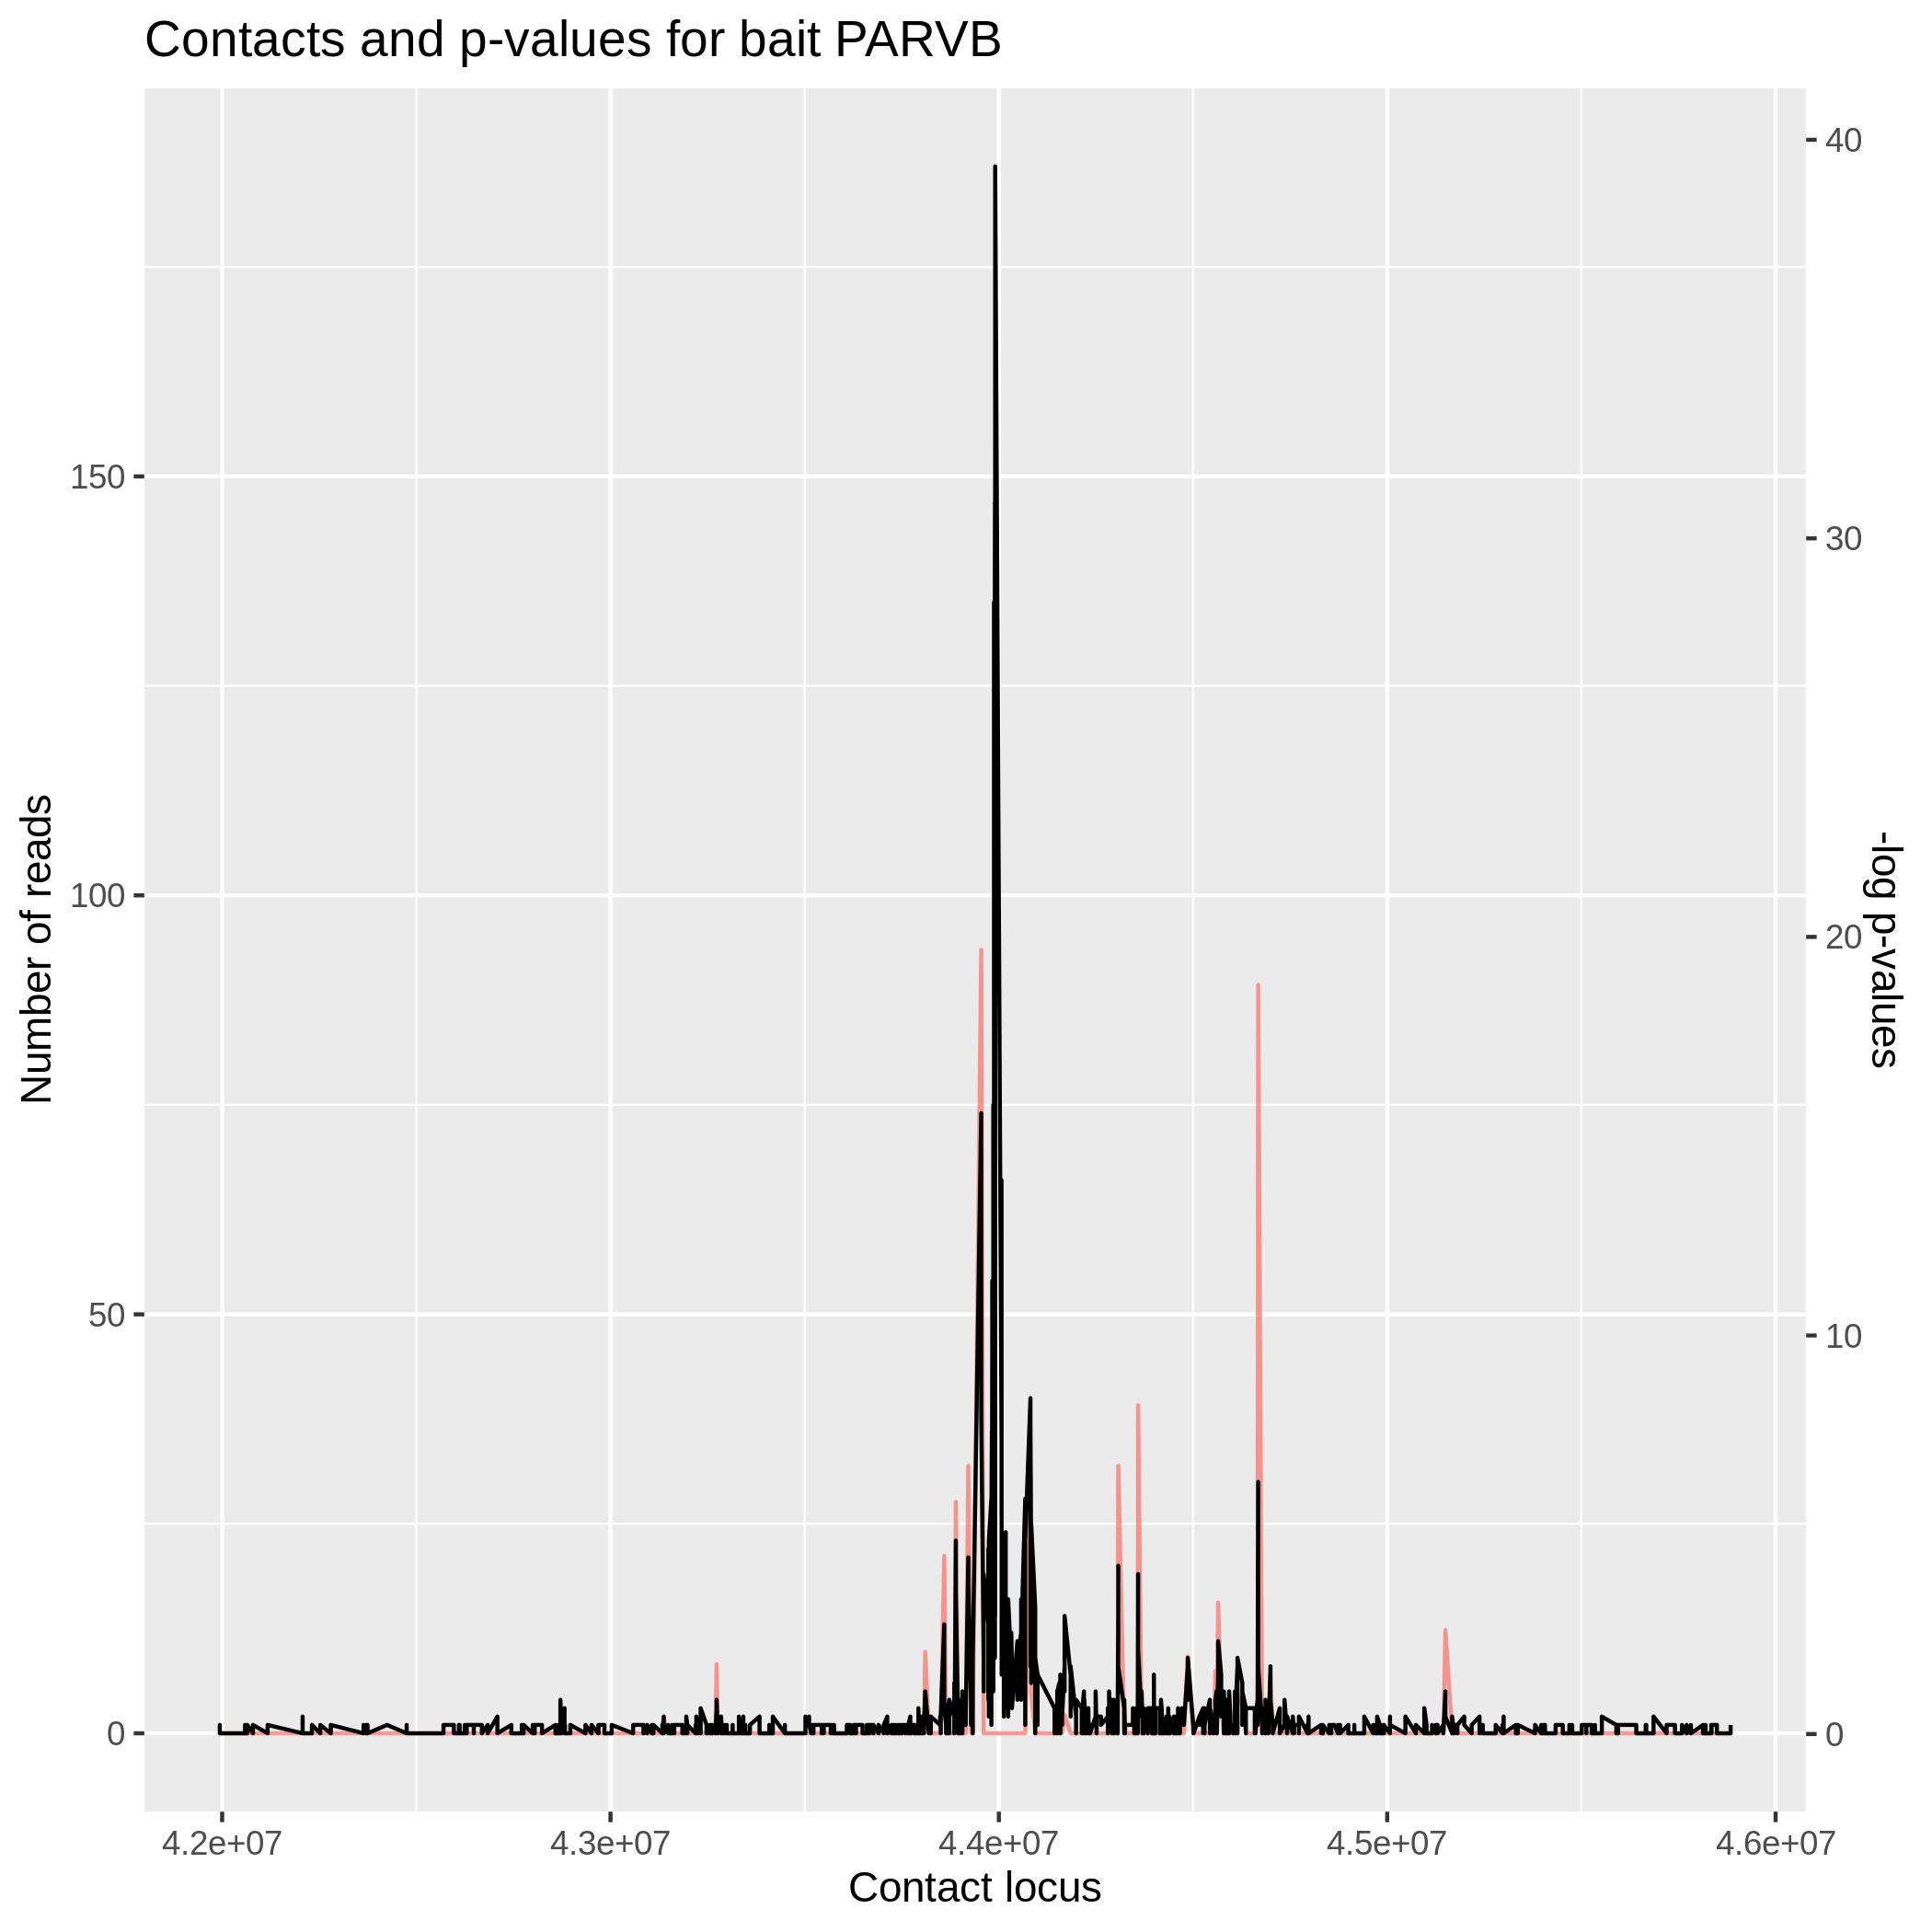 Contacts and p-values for bait PARVB
Number of reads
150
100
50
0
40
30
20
10
0
-log p-values
4.2e+07
4.3e+07
4.4e+07
4.5e+07
4.6e+07
Contact locus